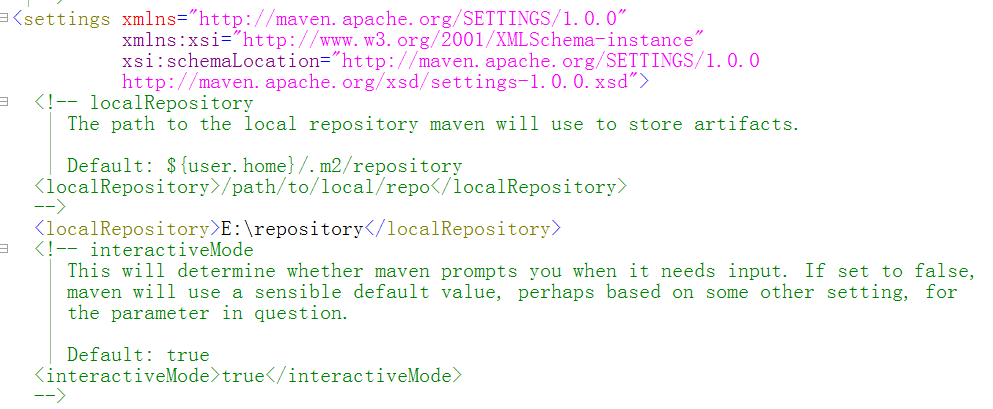 <settings xmlns="http://maven.apache.org/SETTINGS/1.0.0"
xmlns:xsi="http://www.w3.org/2001/XMLSchema-instance"
xsi:schemaLocation="http://maven.apache.org/SETTINGS/1.0.0
http://maven.apache.org/xsd/settings-1.0.0.xsd">
<!-- localRepository
The path to the local repository maven will use to store artifacts.
Default: ${user.home}/.m2/repository
<localRepository>/path/to/local/repo</localRepository>
-->
<localRepository>E:\repository</localRepository>
<!-- interactiveMode
This will determine whether maven prompts you when it needs input. If set to false,
maven will use a sensible default value, perhaps based on some other setting, for
the parameter in question.
Default: true
<interactiveMode>true</interactiveMode>
-->